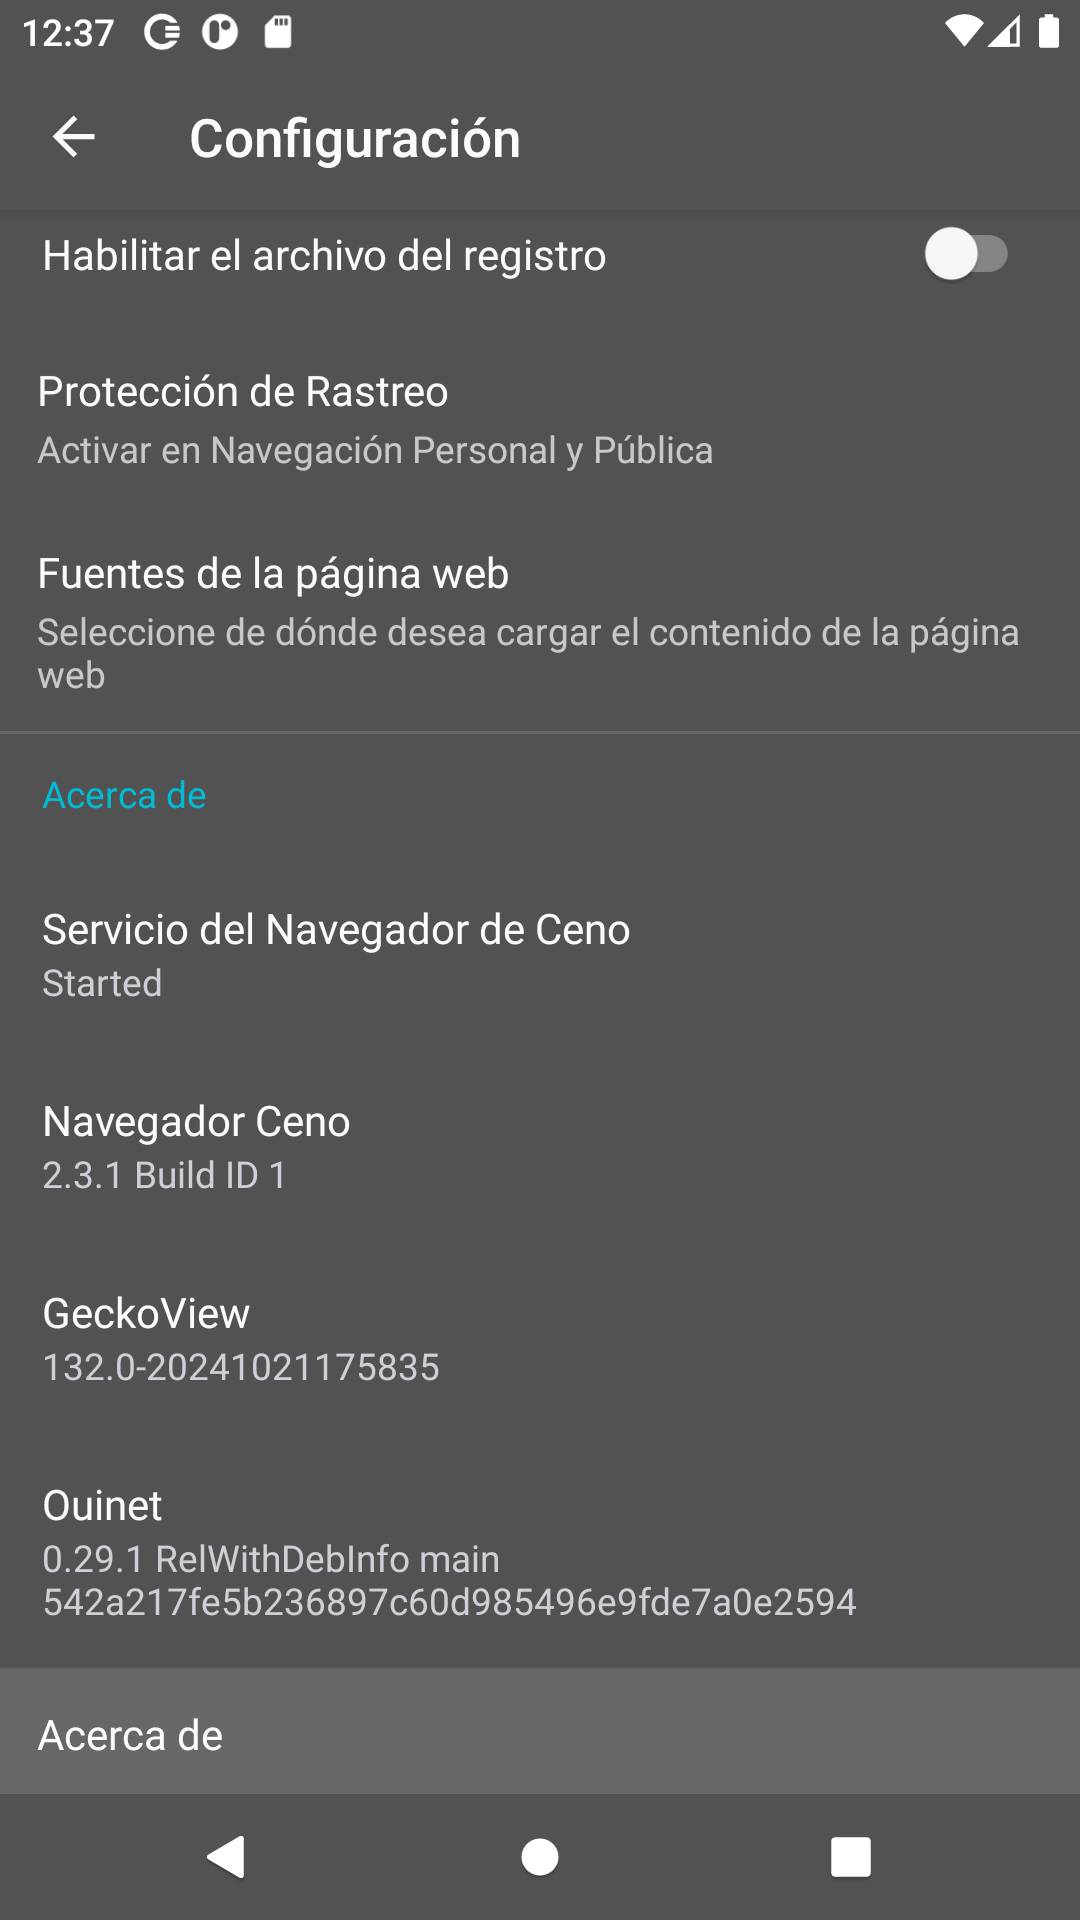 12:37
Configuración
Habilitar el archivo del registro
Protección de Rastreo
Activar en Navegación Personal y Pública
Fuentes de la página web
Seleccione de dónde desea cargar el contenido de la página
web
Acerca de
Servicio del Navegador de Ceno
Started
Navegador Ceno
2.3.1 Build ID 1
GeckoView
132.0-20241021175835
Ouinet
0.29.1 RelWithDebInfo main
542a217fe5b236897c60d985496e9fde7a0e2594
Acerca de